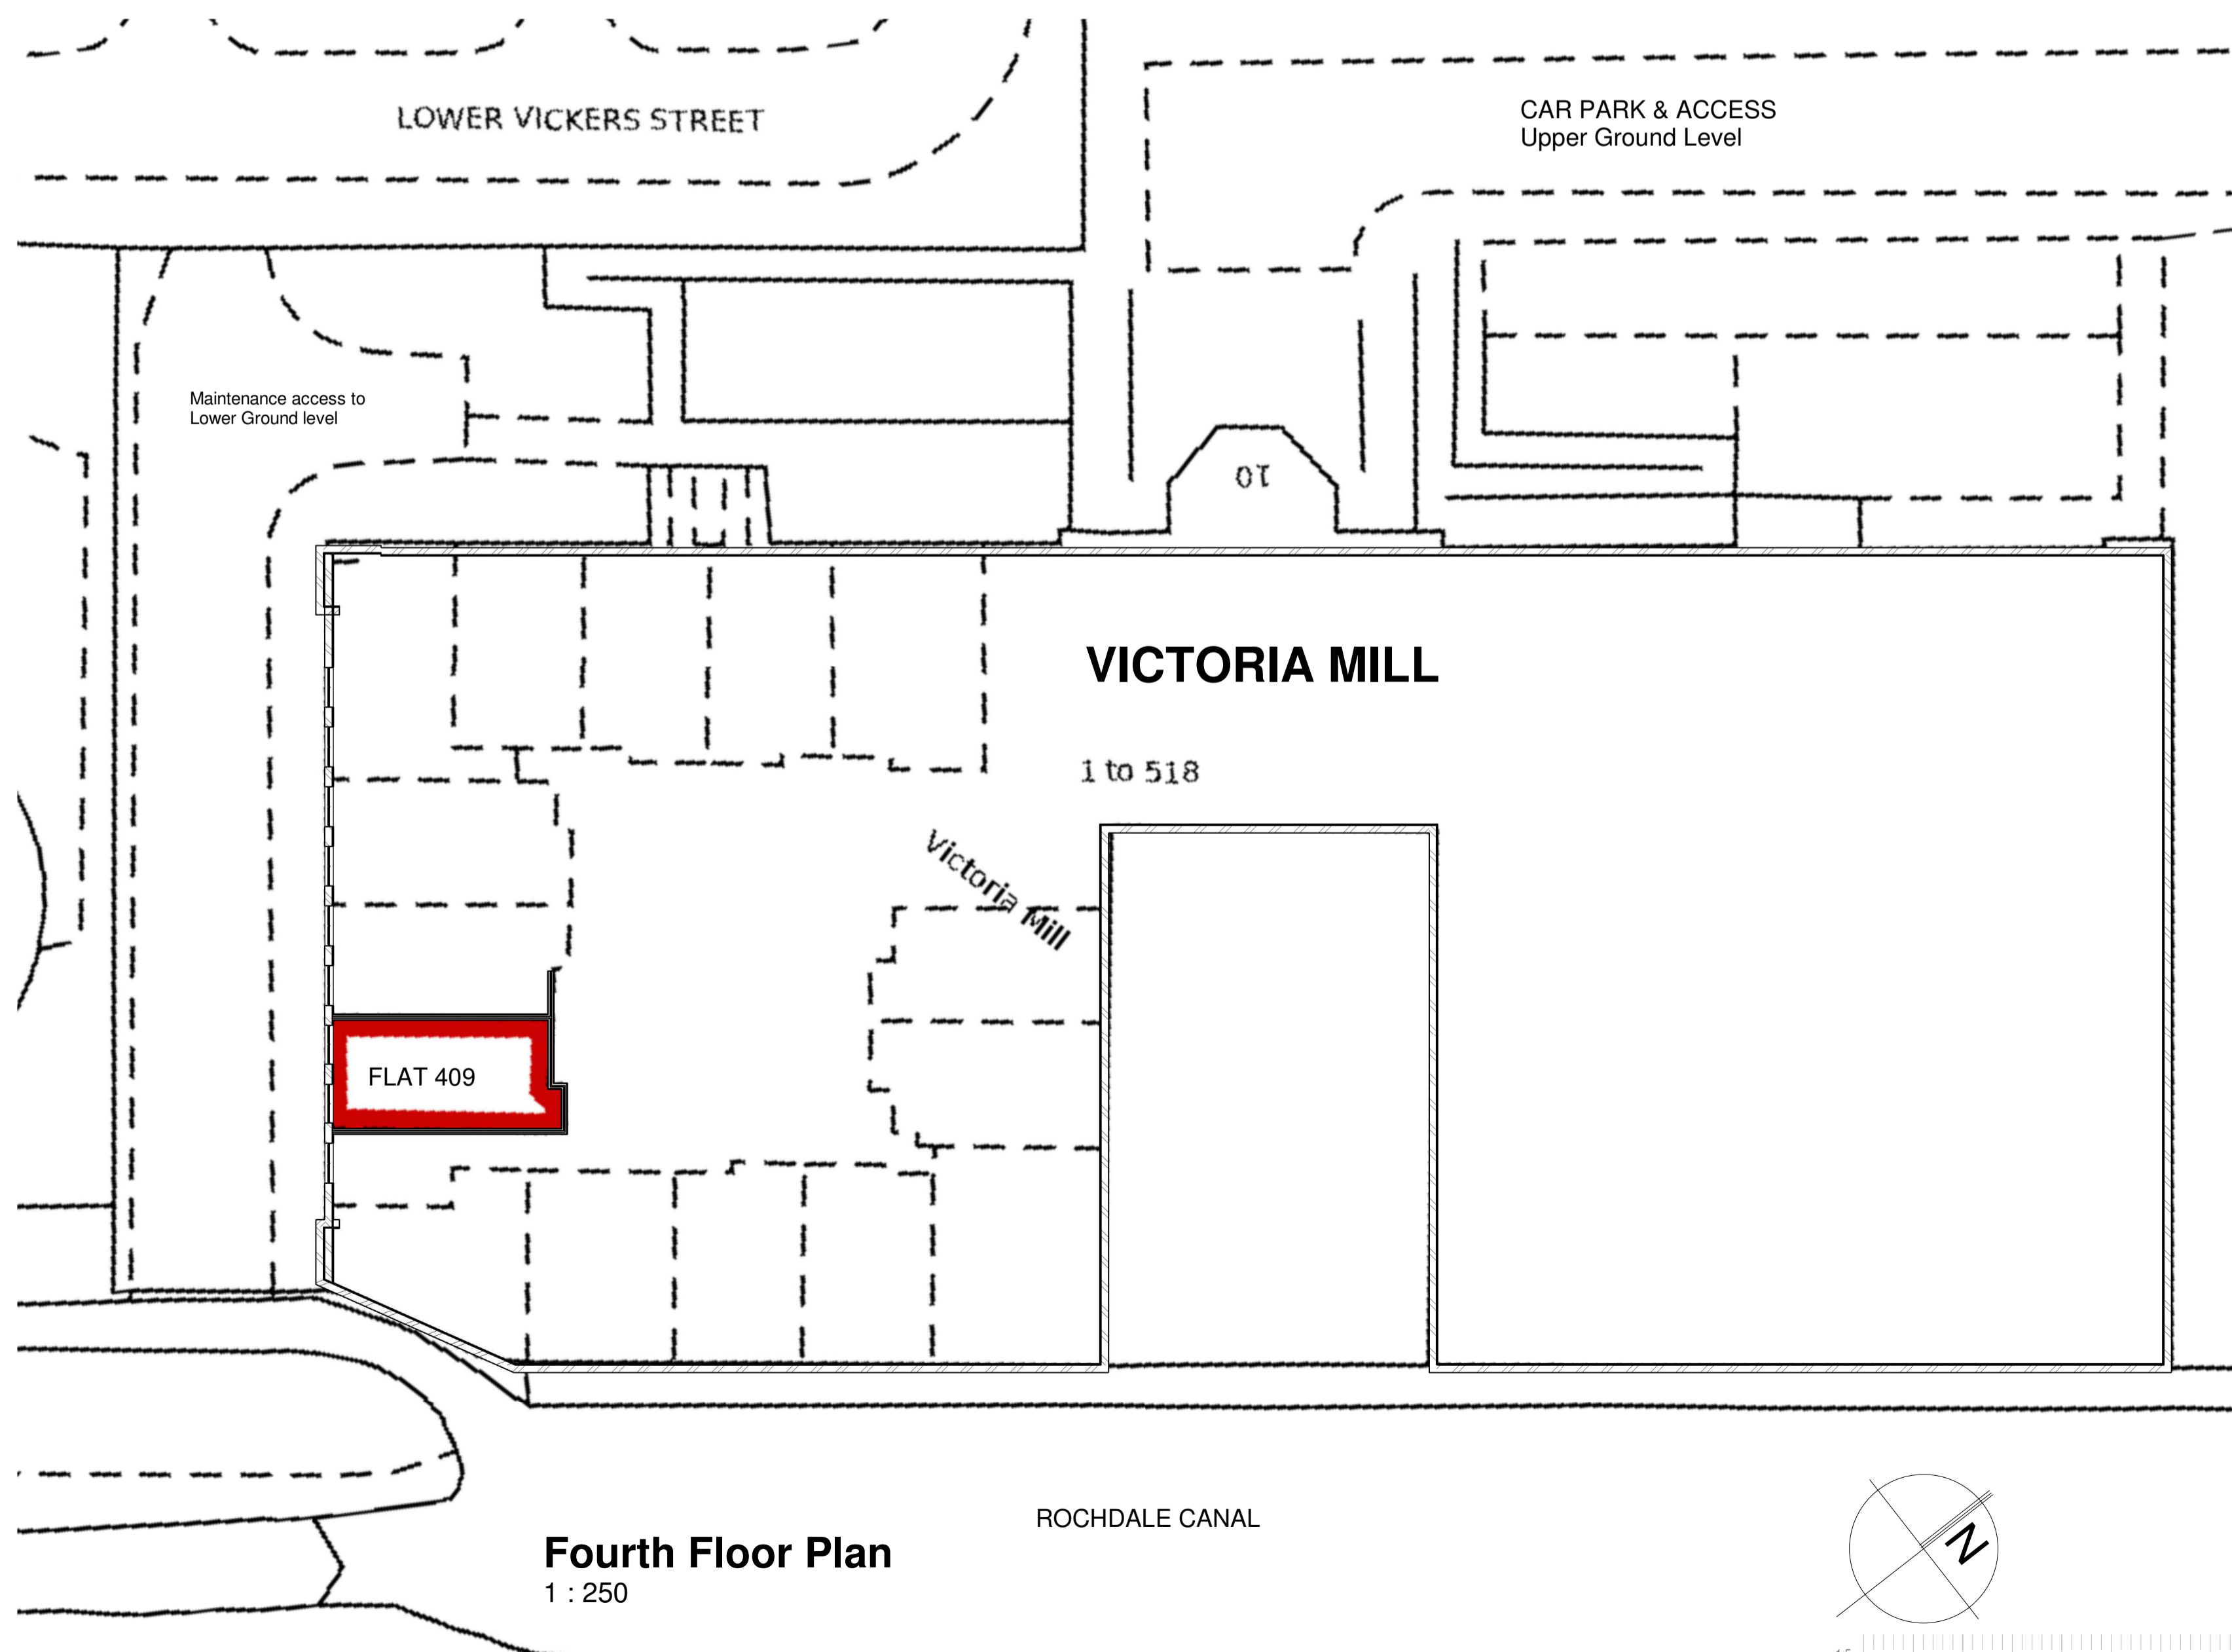 LOWER VICKERS STREET
CAR PARK & ACCESS
Upper Ground Level
Maintenance access to
Lower Ground level
10
VICTORIA MILL
1 to 518
Victoria Mill
FLAT 409
ROCHDALE CANAL
Fourth Floor Plan
1 : 250
N